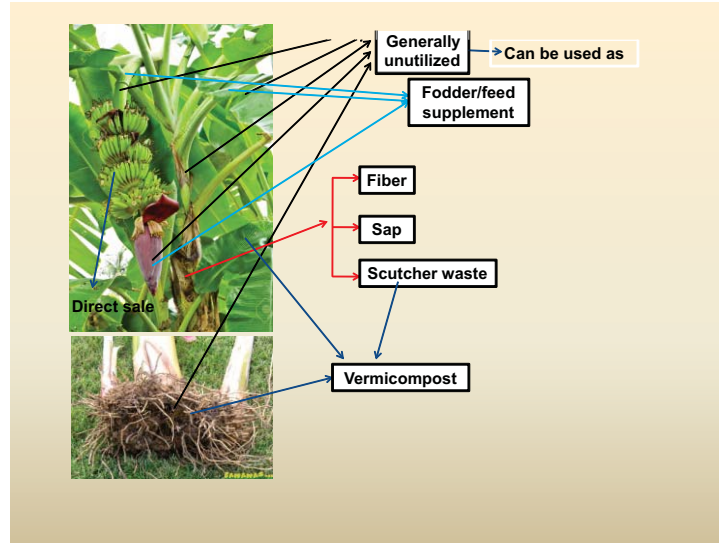 Generally
unutilized
Can be used as
Fodder/feed
supplement
Fiber
Sap
Scutcher waste
Direct sale
Vermicompost